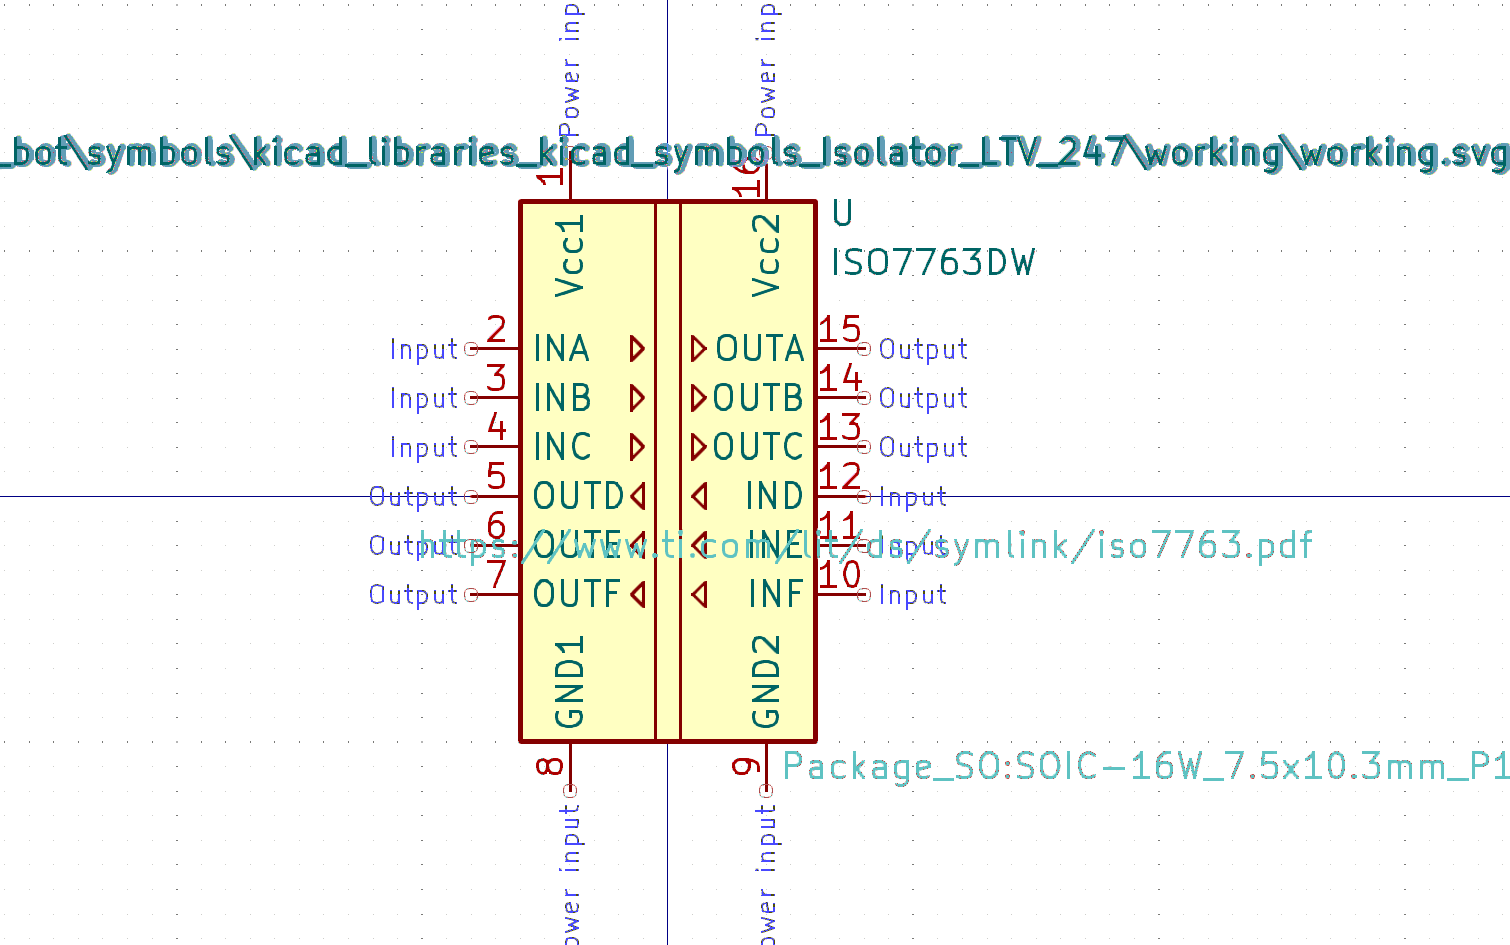 Power inp
Power inp
_bot\symbols\kicad_libraries_kicad_symbols_Isolator_LTV_247\working\working.svg
1
16
U
ISO7763DW
Vcc1
Vcc2
Input 2 INA OUTA 15 Output
Input 3 INB OUTB 14 Output
Input 4 INC OUTC 13 Output
Output 5 OUTD IND 12 Input
Output 6 OUTE INE 11 Input
https://www.ti.com/lit/ds/symlink/iso7763.pdf
Output 7 OUTF INF 10 Input
GND1
GND2
8
9
Package_SO:SOIC-16W_7.5x10.3mm_P1
ower input
ower input